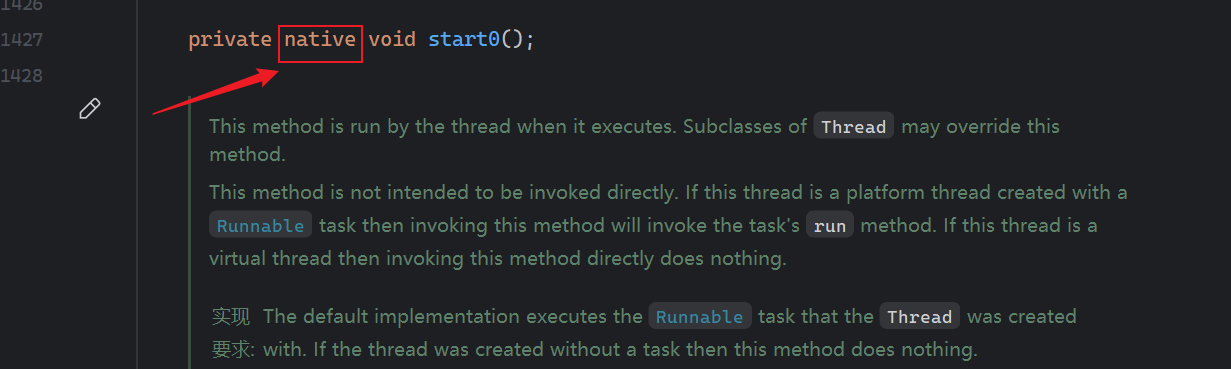 1426
1427 private native void start0();
1428
This method is run by the thread when it executes. Subclasses of Thread may override this
method.
This method is not intended to be invoked directly. If this thread is a platform thread created with a
Runnable task then invoking this method will invoke the task's run method. If this thread is a
virtual thread then invoking this method directly does nothing.
实现 The default implementation executes the Runnable task that the Thread was created
要求: with. If the thread was created without a task then this method does nothing.